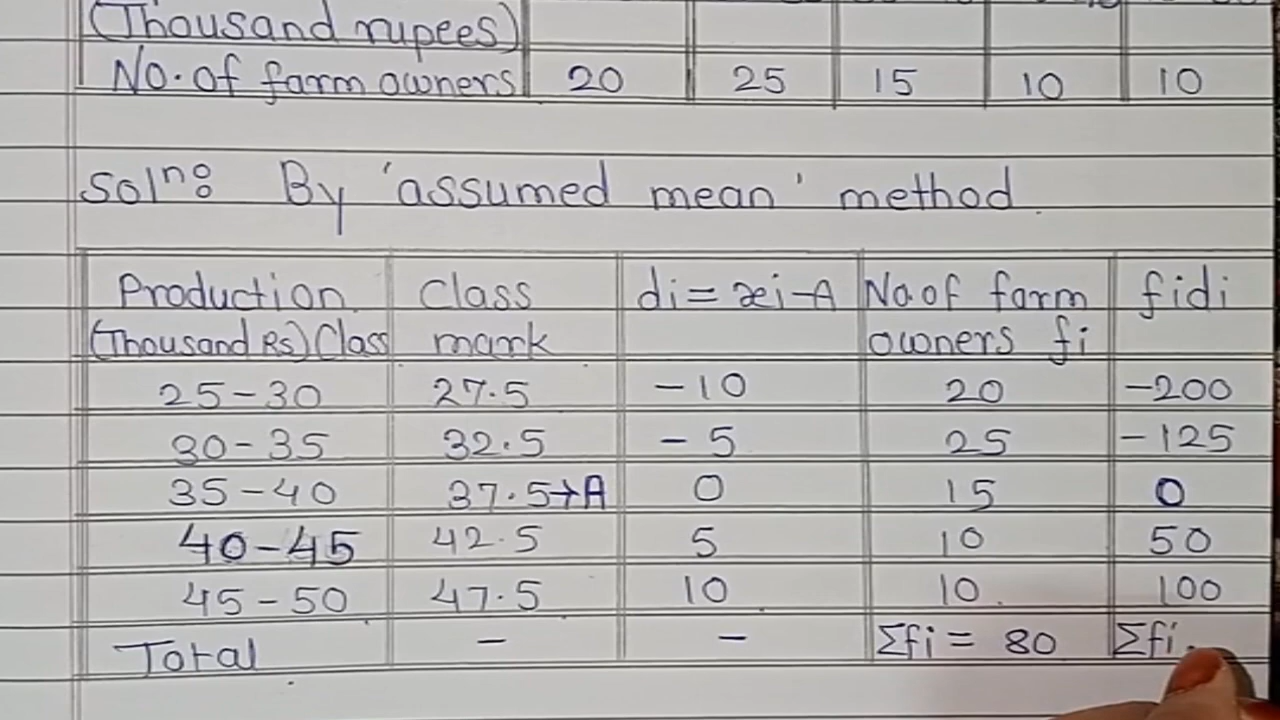 (Thousand rupees)
No. of farm owners 20 25 15 10 10
Solⁿ: By 'assumed mean' method.
Production Class di = xi-A No. of farm fidi
(Thousand Rs) Class mark owners fi
25-30 27.5 -10 20 -200
30-35 32.5 -5 25 -125
35-40 37.5→A 0 15 0
40-45 42.5 5 10 50
45-50 47.5 10 10 100
Total - - Σfi = 80 Σfi